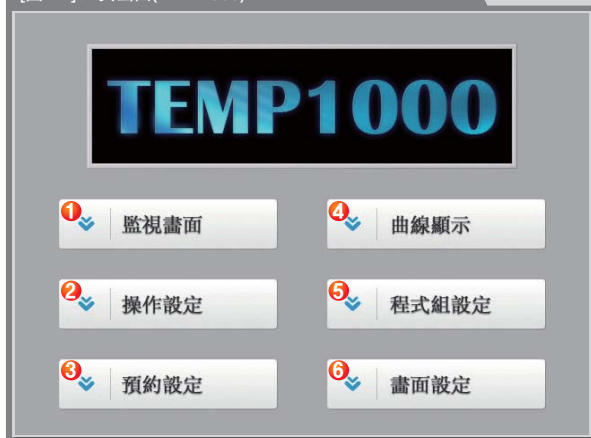 TEMP1000
1 監視畫面
2 操作設定
3 預約設定
4 曲線顯示
5 程式組設定
6 畫面設定